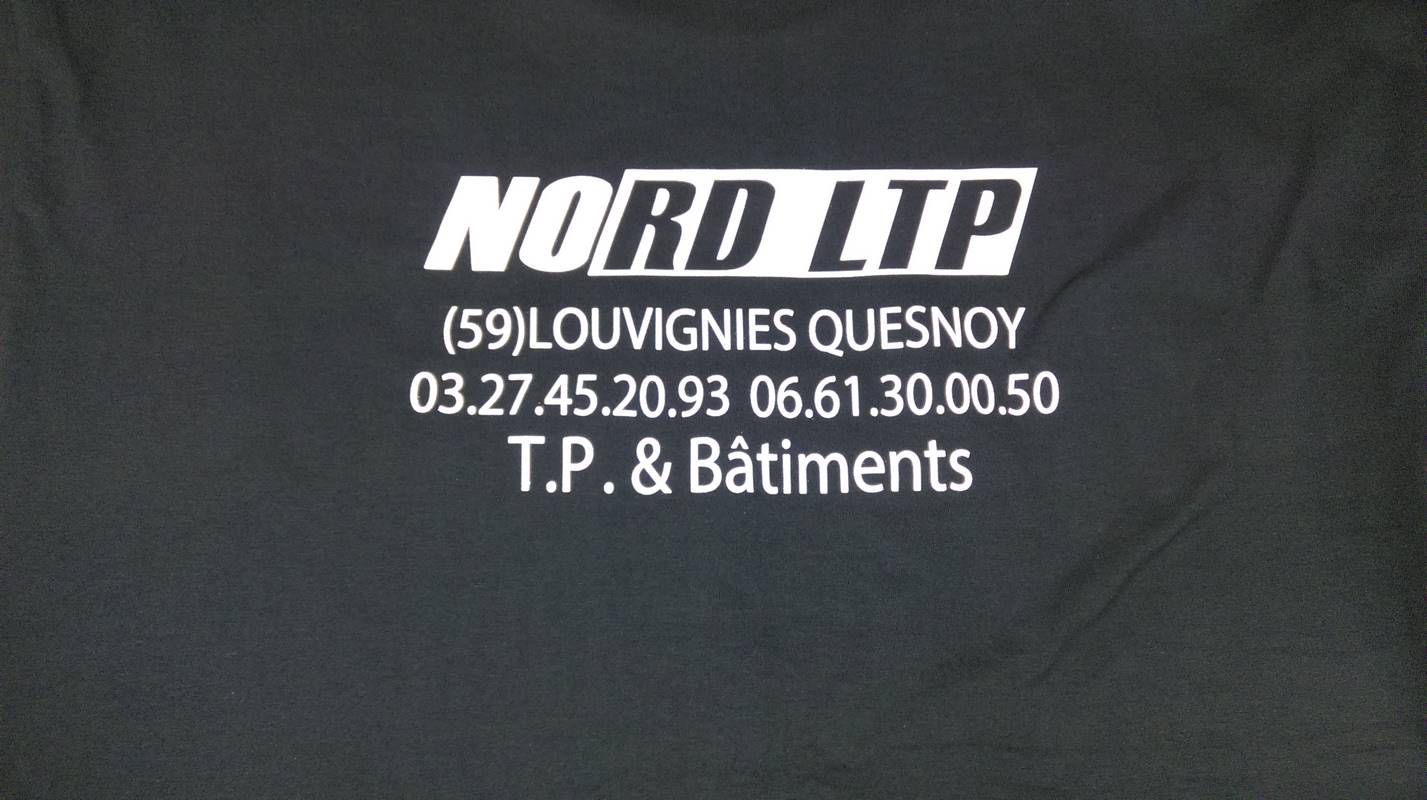 NORD LTP
(59)LOUVIGNIES QUESNOY
03.27.45.20.93 06.61.30.00.50
T.P. & Bâtiments